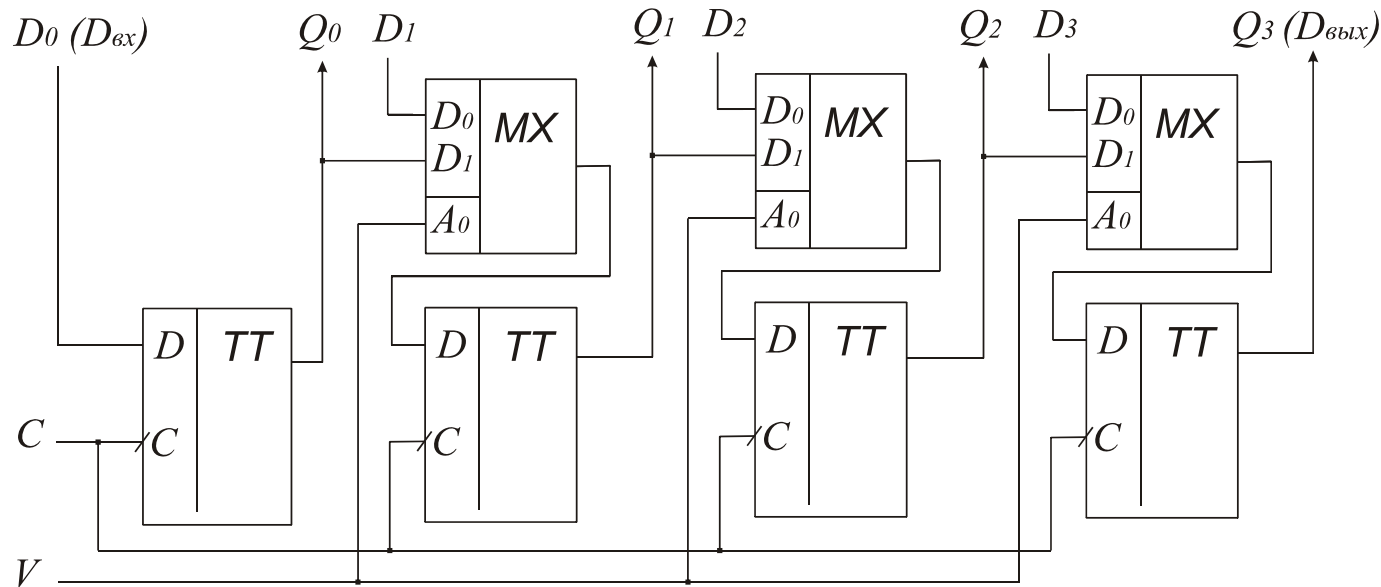 D0 (Dвх) Q0 D1 Q1 D2 Q2 D3 Q3 (Dвых)
D0 MX D0 MX D0 MX
D1 D1 D1
A0 A0 A0
D TT D TT D TT D TT
C C C C C
V